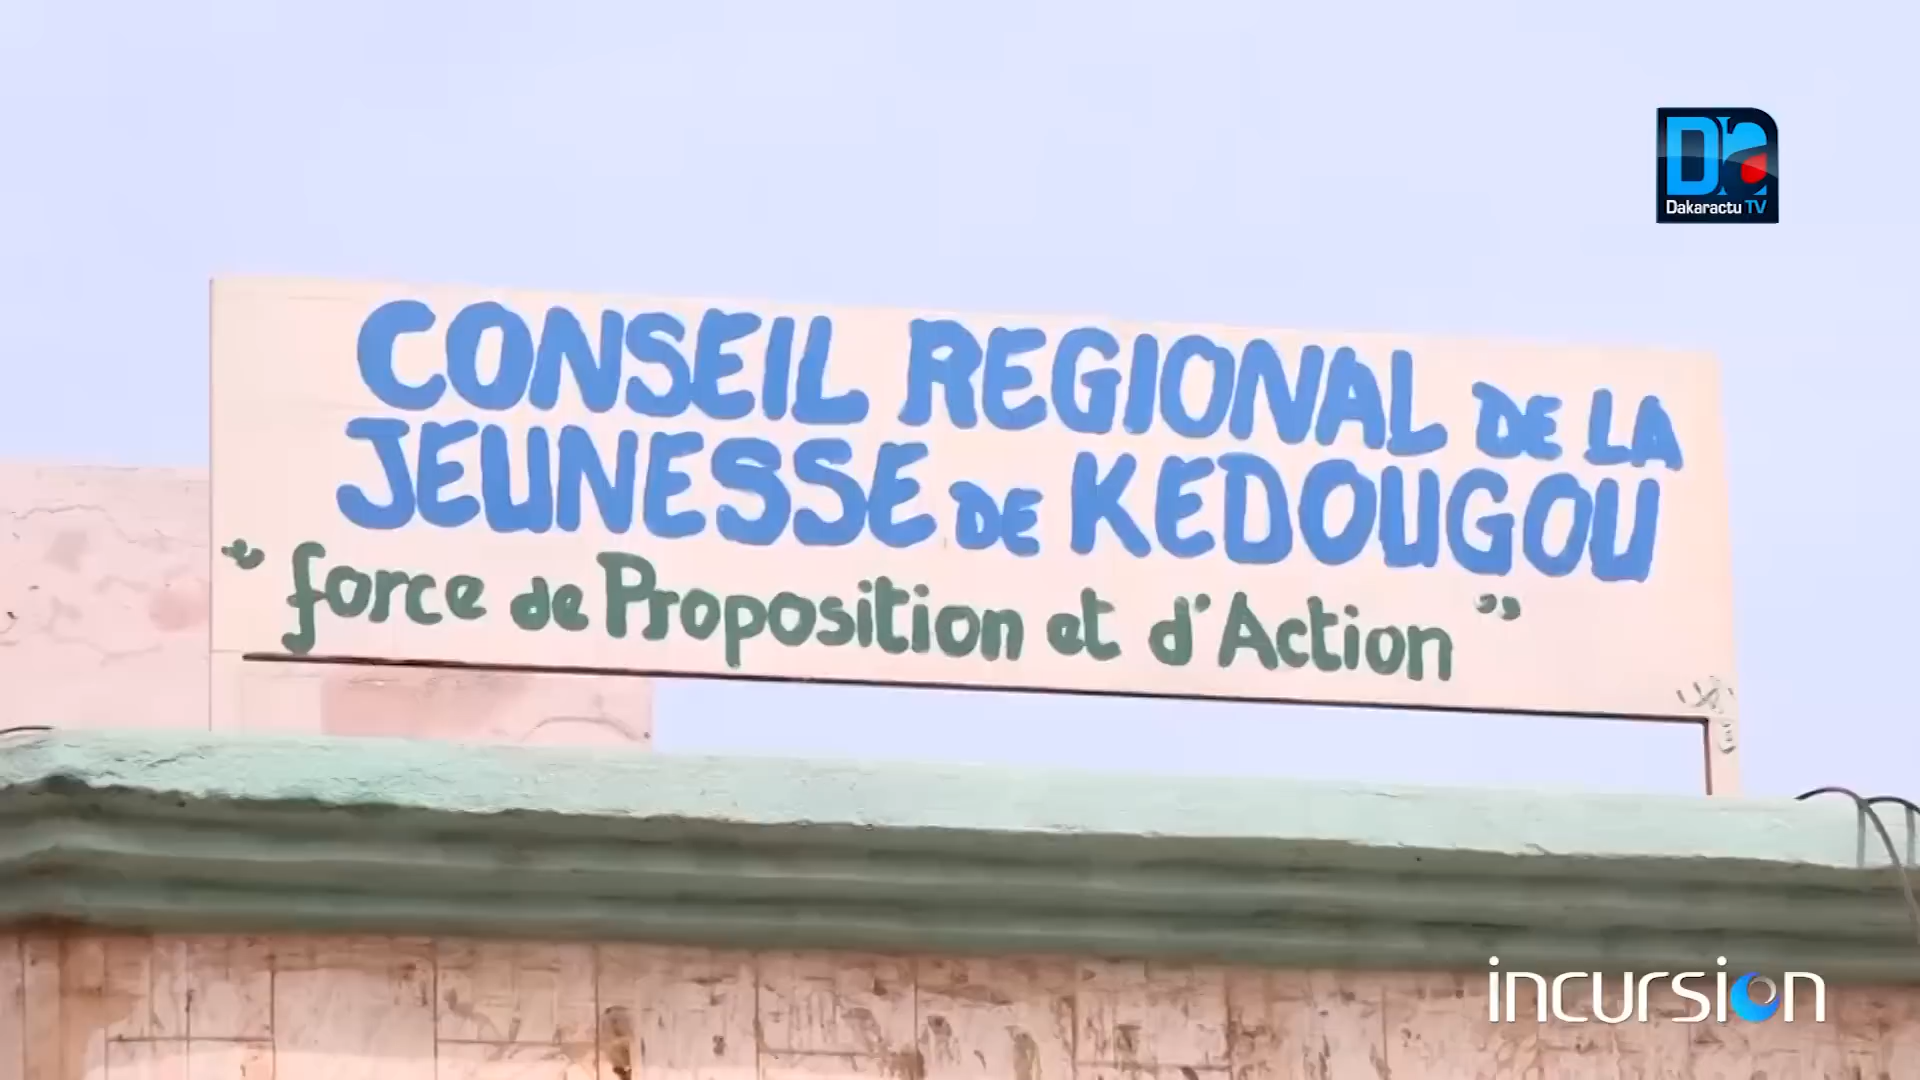 Dakaractu TV
CONSEIL REGIONAL DE LA
JEUNESSE DE KEDOUGOU
“ force de Proposition et d'Action ”
incursion